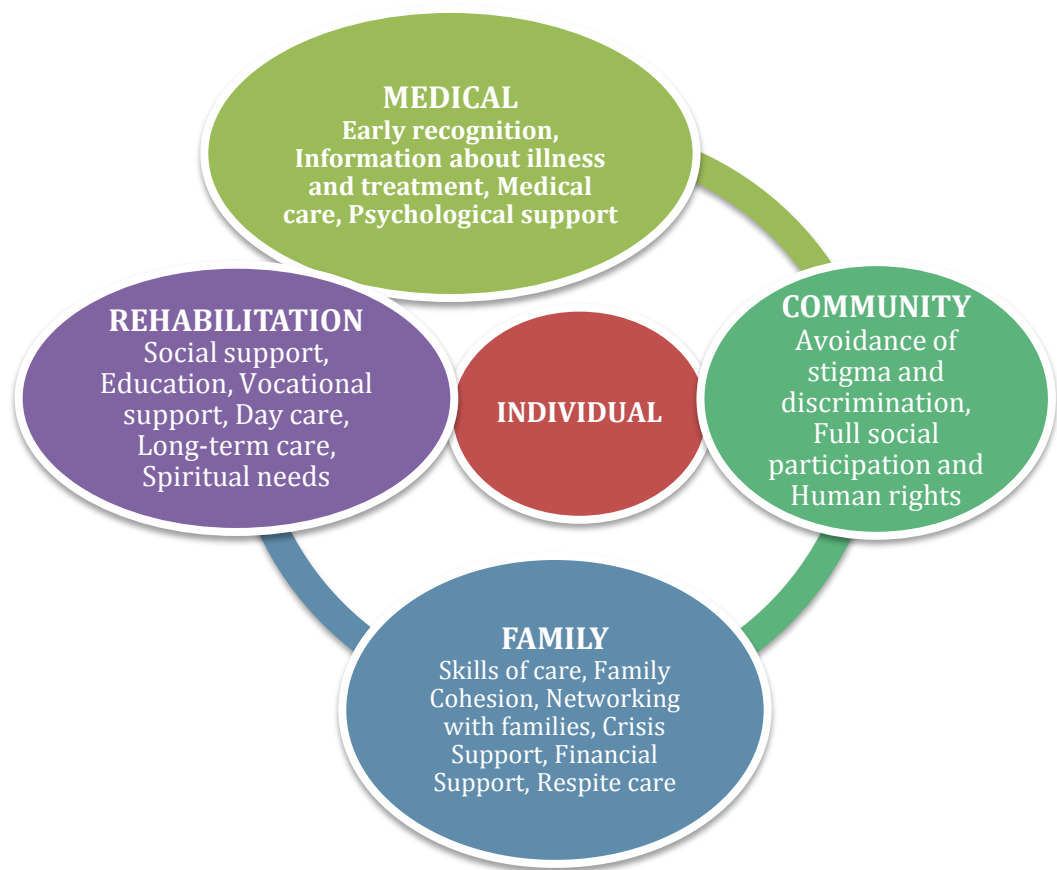 MEDICAL
Early recognition,
Information about illness
and treatment, Medical
care, Psychological support
REHABILITATION
Social support,
Education, Vocational
support, Day care,
Long-term care,
Spiritual needs
INDIVIDUAL
COMMUNITY
Avoidance of
stigma and
discrimination,
Full social
participation and
Human rights
FAMILY
Skills of care, Family
Cohesion, Networking
with families, Crisis
Support, Financial
Support, Respite care